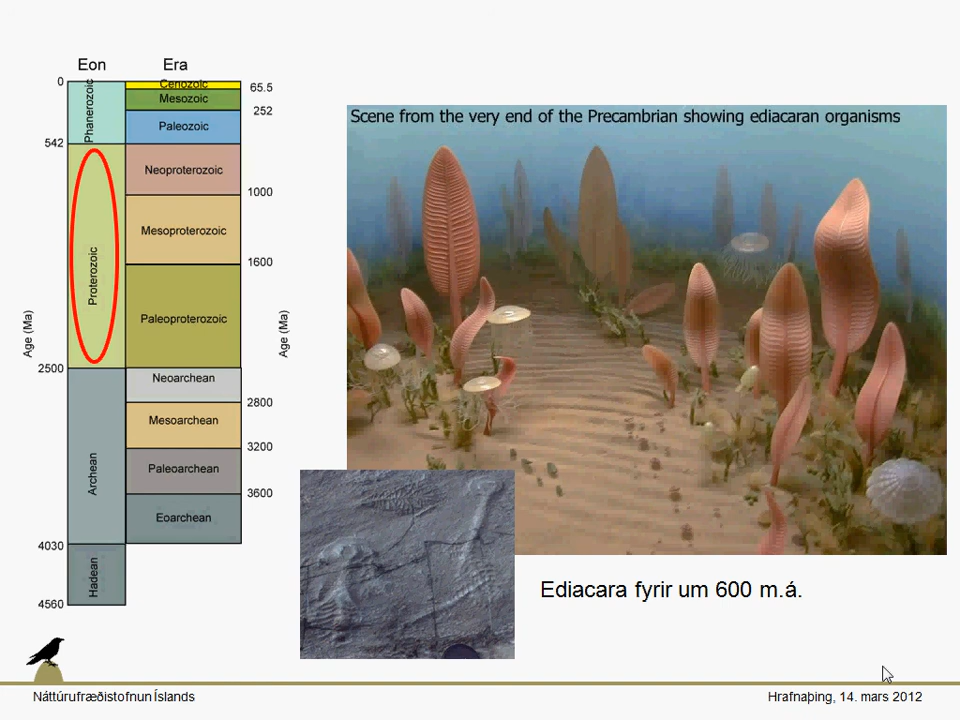 Eon
Era
0
Phanerozoic
Cenozoic
65.5
Mesozoic
252
Paleozoic
542
Neoproterozoic
1000
Mesoproterozoic
1600
Proterozoic
Paleoproterozoic
Age (Ma)
Age (Ma)
2500
Neoarchean
2800
Mesoarchean
3200
Archean
Paleoarchean
3600
Eoarchean
4030
Hadean
4560
Scene from the very end of the Precambrian showing ediacaran organisms
Ediacara fyrir um 600 m.á.
Náttúrufræðistofnun Íslands
Hrafnaþing, 14. mars 2012